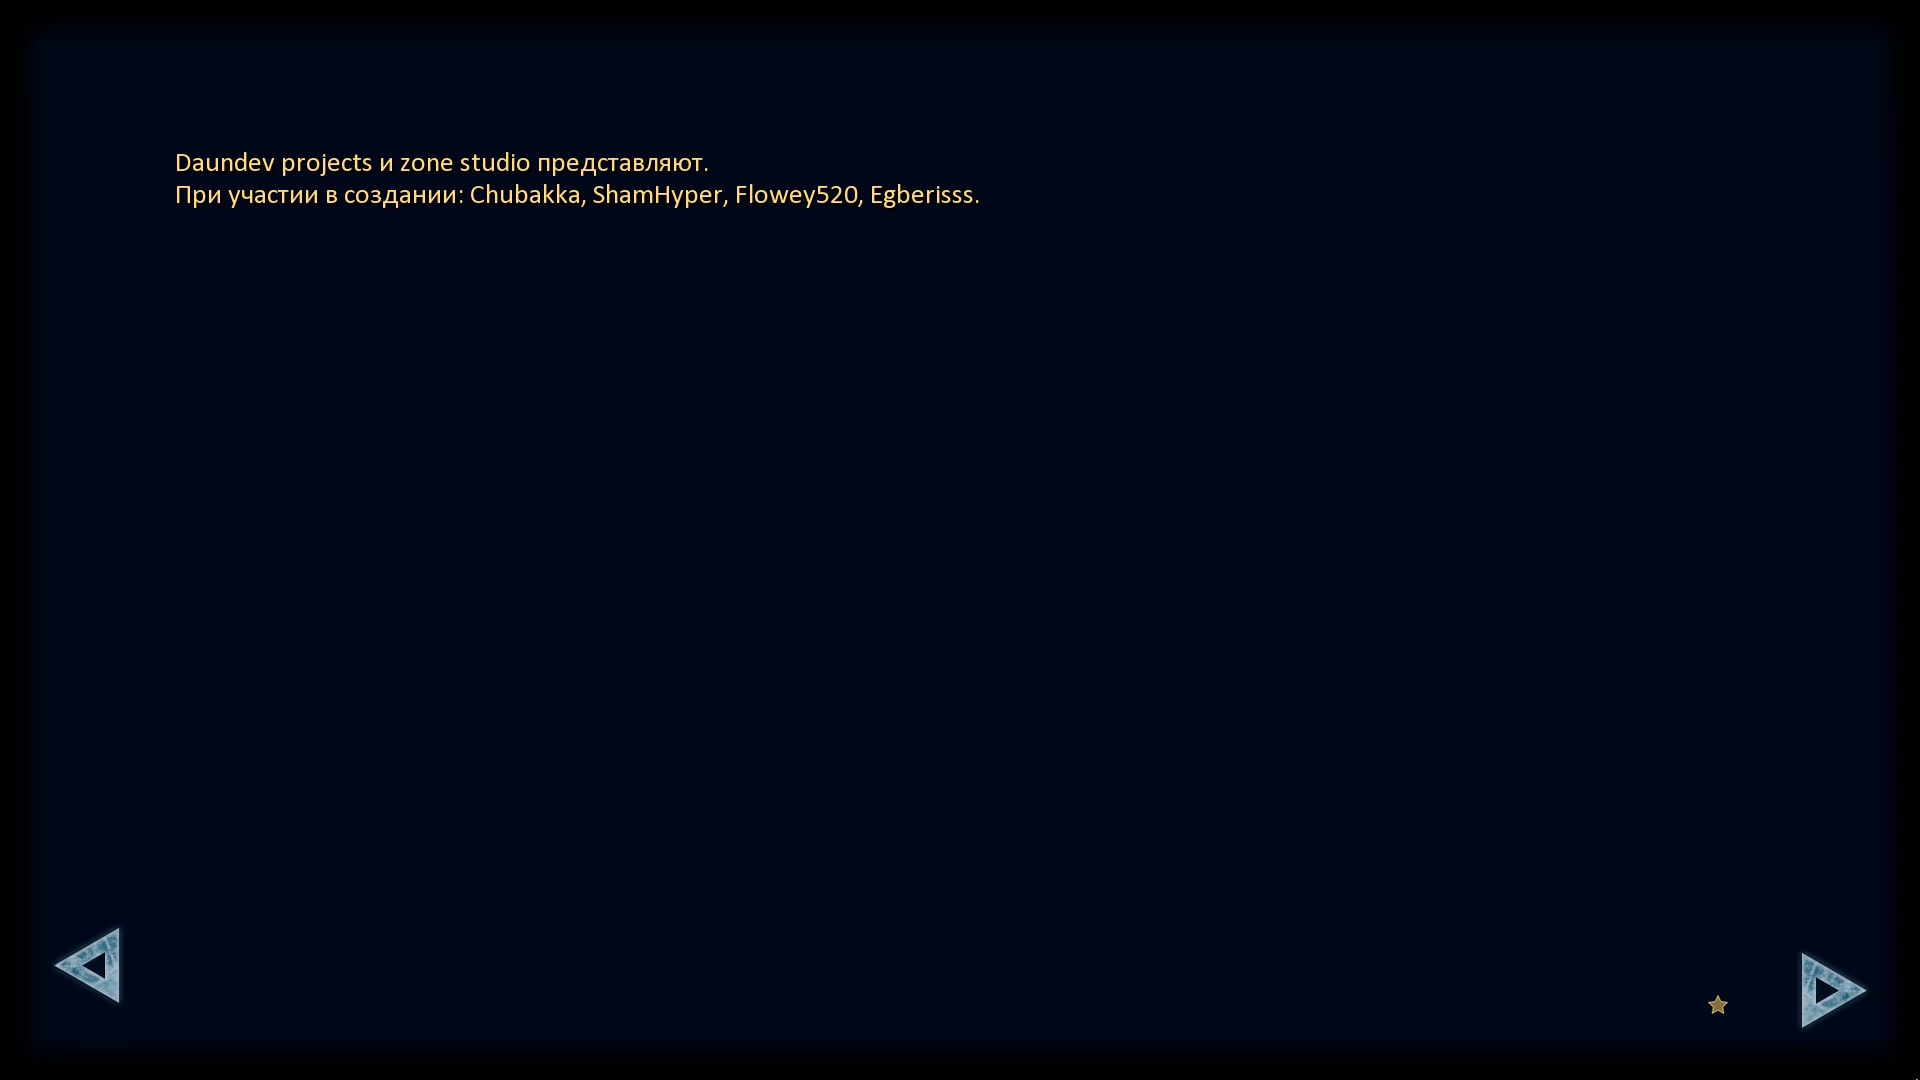 Daundev projects и zone studio представляют.
При участии в создании: Chubakka, ShamHyper, Flowey520, Egberisss.